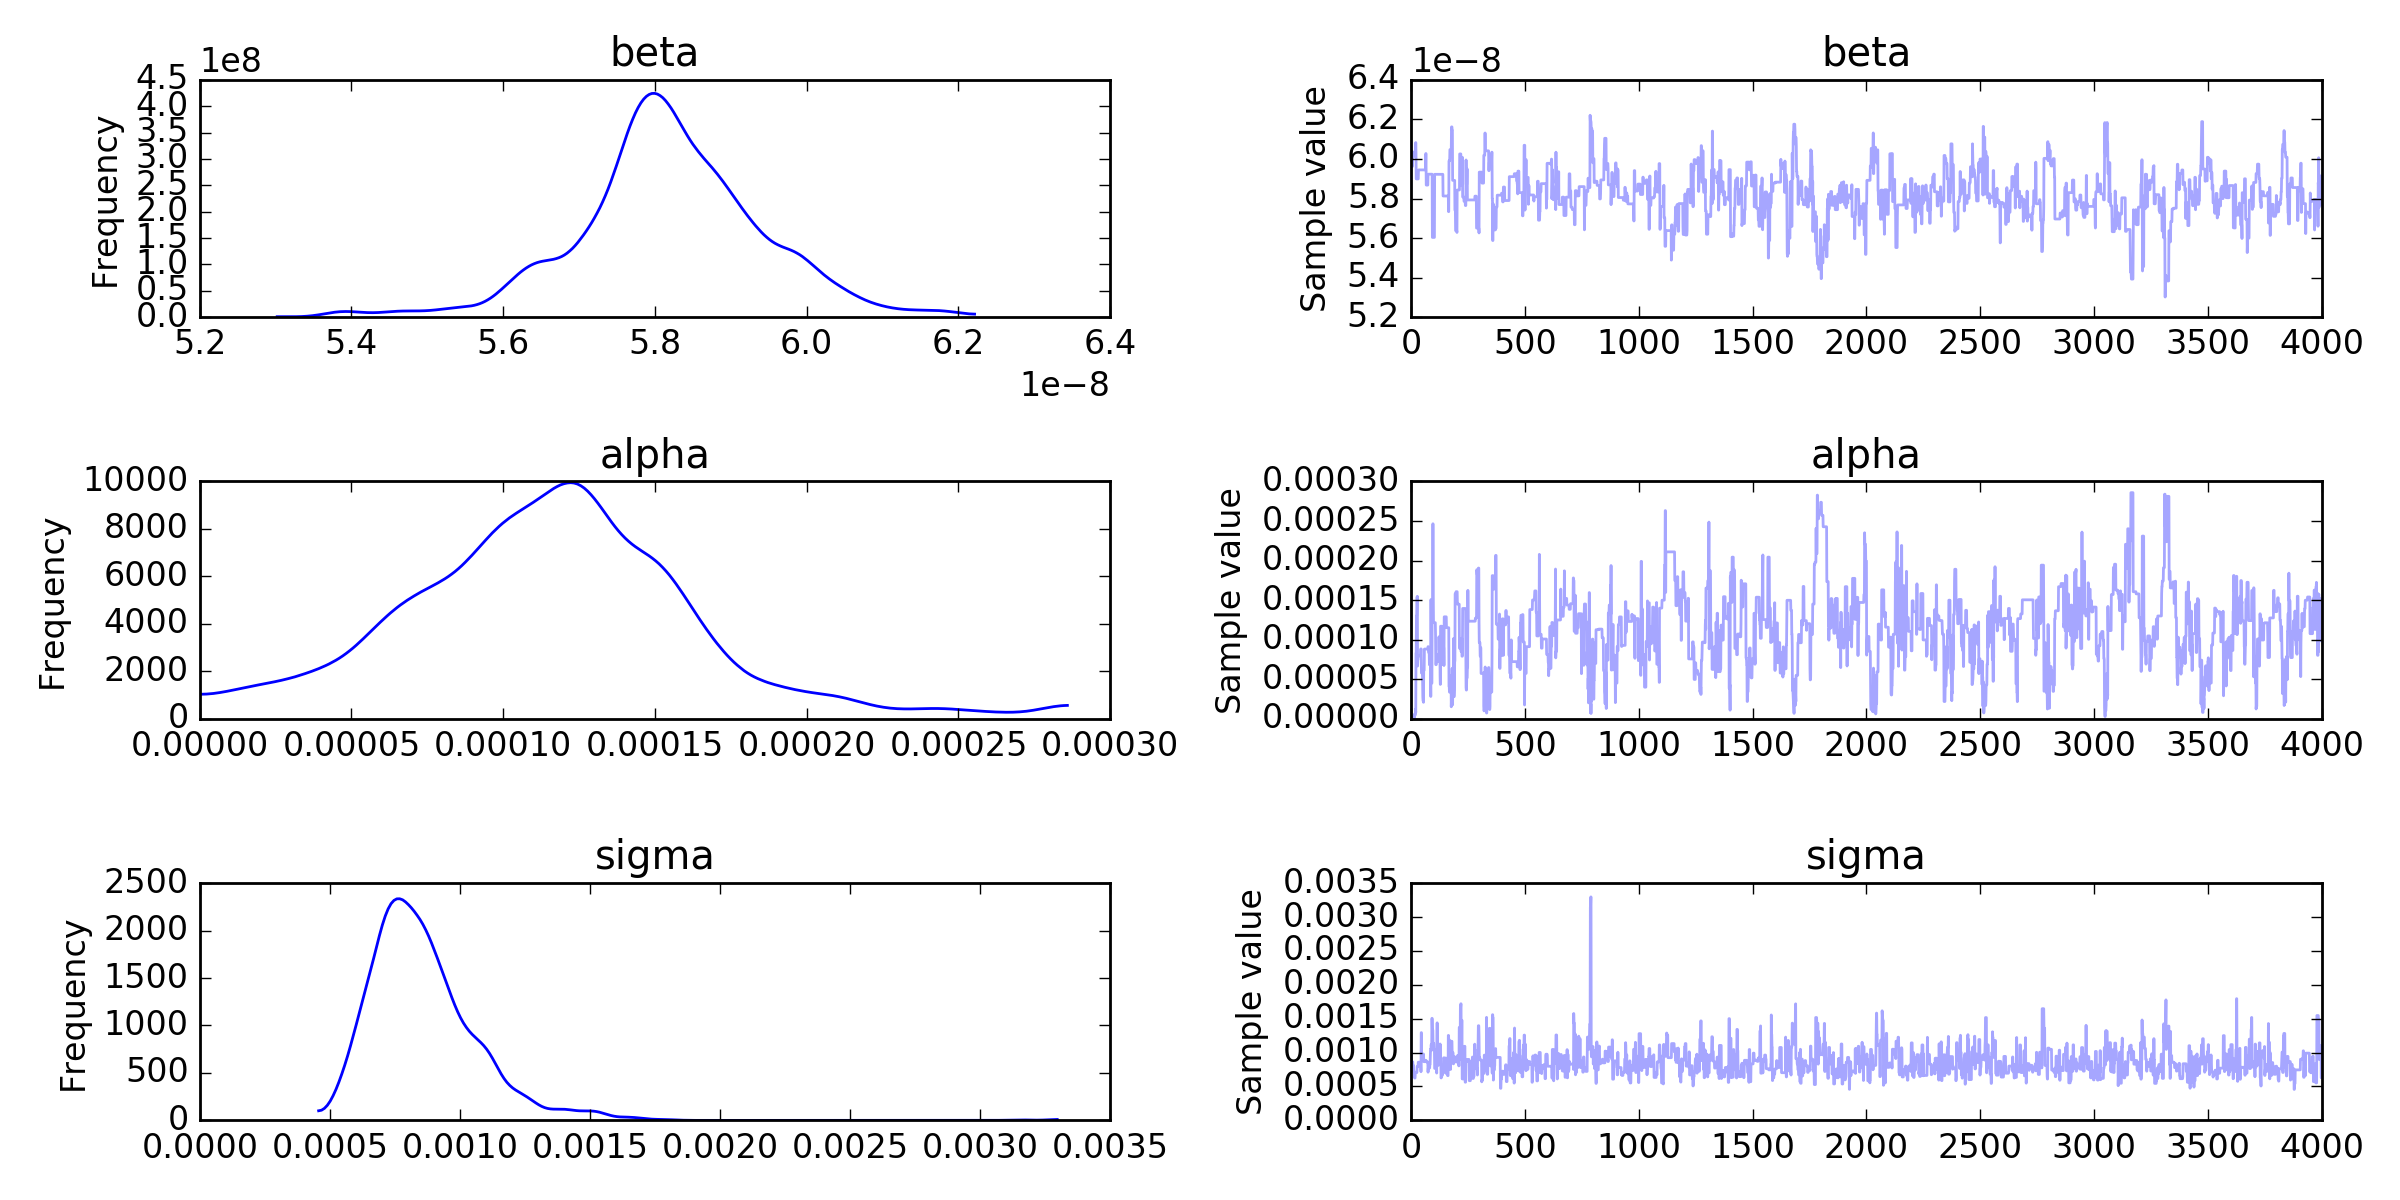 beta
1e8
4.5
4.0
3.5
3.0
2.5
2.0
1.5
1.0
0.5
0.0
Frequency
5.2 5.4 5.6 5.8 6.0 6.2 6.4
1e−8
beta
1e−8
6.4
6.2
6.0
5.8
5.6
5.4
5.2
Sample value
0 500 1000 1500 2000 2500 3000 3500 4000
alpha
10000
8000
6000
4000
2000
0
Frequency
0.00000 0.00005 0.00010 0.00015 0.00020 0.00025 0.00030
alpha
0.00030
0.00025
0.00020
0.00015
0.00010
0.00005
0.00000
Sample value
0 500 1000 1500 2000 2500 3000 3500 4000
sigma
2500
2000
1500
1000
500
0
Frequency
0.0000 0.0005 0.0010 0.0015 0.0020 0.0025 0.0030 0.0035
sigma
0.0035
0.0030
0.0025
0.0020
0.0015
0.0010
0.0005
0.0000
Sample value
0 500 1000 1500 2000 2500 3000 3500 4000